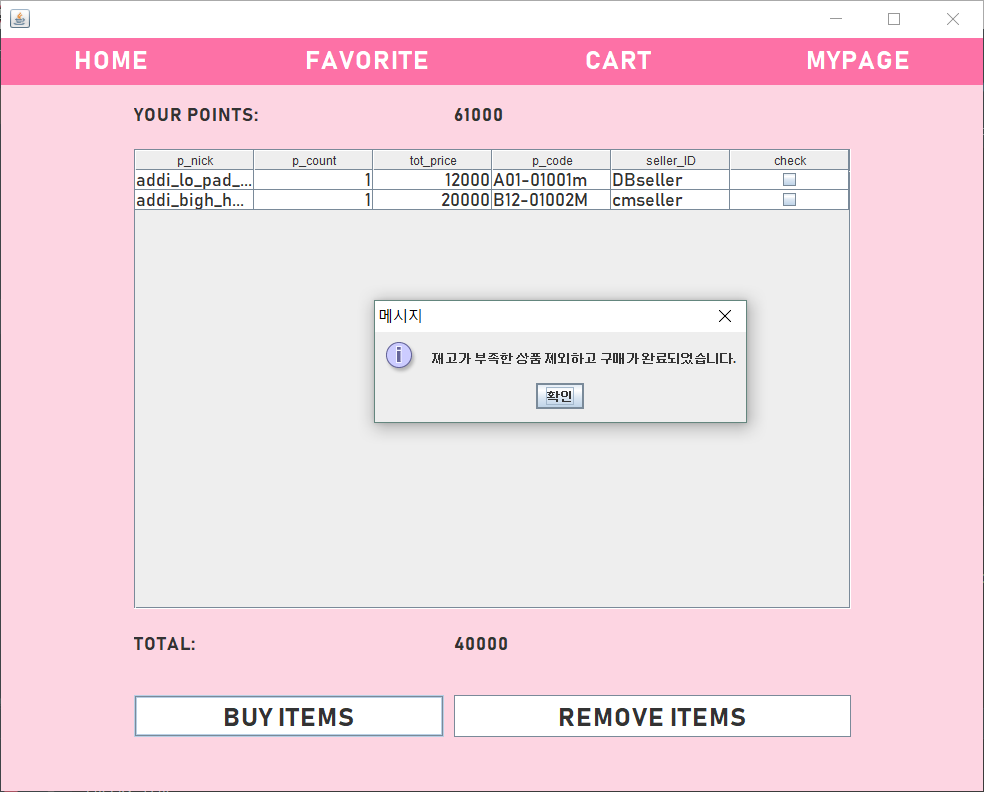 HOME FAVORITE CART MYPAGE
YOUR POINTS: 61000
p_nick p_count tot_price p_code seller_ID check
addi_lo_pad_... 1 12000 A01-01001m DBseller
addi_bigh_h... 1 20000 B12-01002M cmseller
메시지
재고가 부족한 상품 제외하고 구매가 완료되었습니다.
확인
TOTAL: 40000
BUY ITEMS REMOVE ITEMS